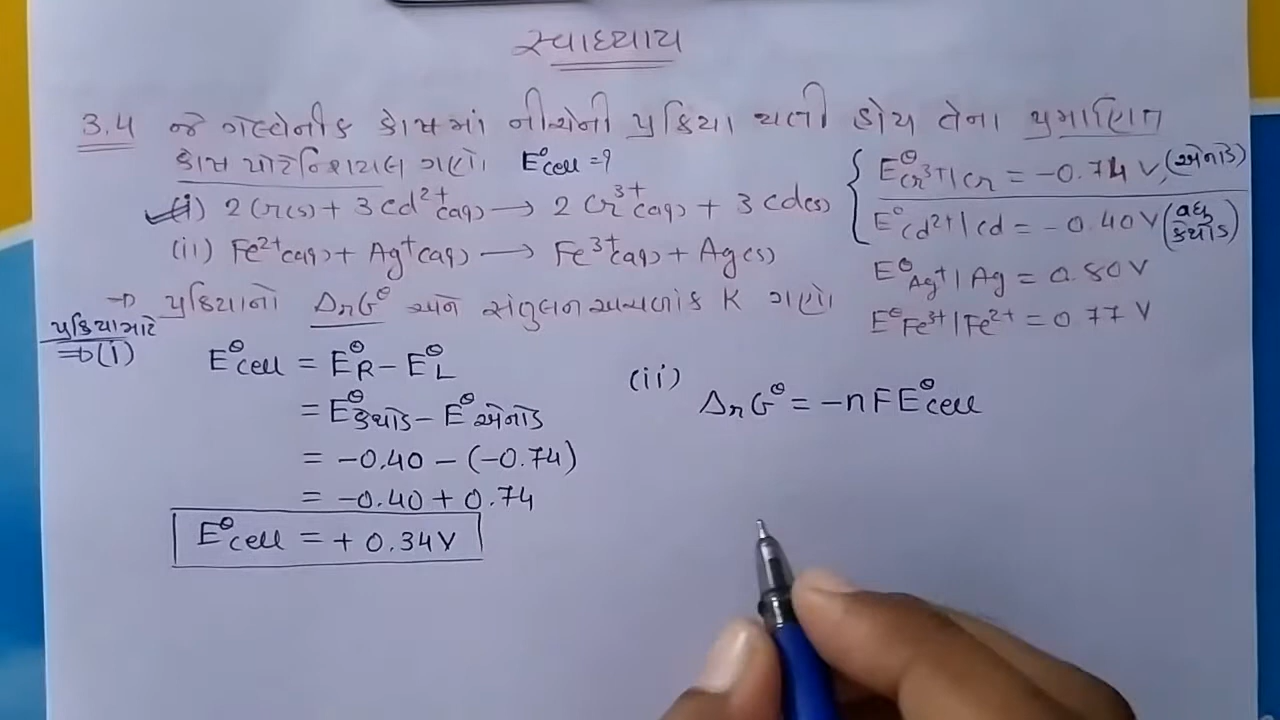 સ્વાધ્યાય
3.4 જે ગેલ્વેનીક કોષમાં નીચેની પ્રક્રિયા થતી હોય તેના પ્રમાણિત
કોષ પોટેન્શિયલ ગણો. E⊖cell = ?
(i) 2Cr(s) + 3Cd²⁺(aq) → 2Cr³⁺(aq) + 3Cd(s)
(ii) Fe²⁺(aq) + Ag⁺(aq) → Fe³⁺(aq) + Ag(s)
E⊖Cr³⁺|Cr = -0.74 V, (એનોડ)
E⊖Cd²⁺|Cd = -0.40 V (કેથોડ)
E⊖Ag⁺|Ag = 0.80 V
E⊖Fe³⁺|Fe²⁺ = 0.77 V
→ પ્રક્રિયાનો ΔrG⊖ અને સંતુલન અચળાંક K ગણો.
પ્રક્રિયા માટે
⇒ (i)
E⊖cell = E⊖R - E⊖L
= E⊖કેથોડ - E⊖એનોડ
= -0.40 - (-0.74)
= -0.40 + 0.74
E⊖cell = + 0.34 V
(ii)
ΔrG⊖ = -nFE⊖cell